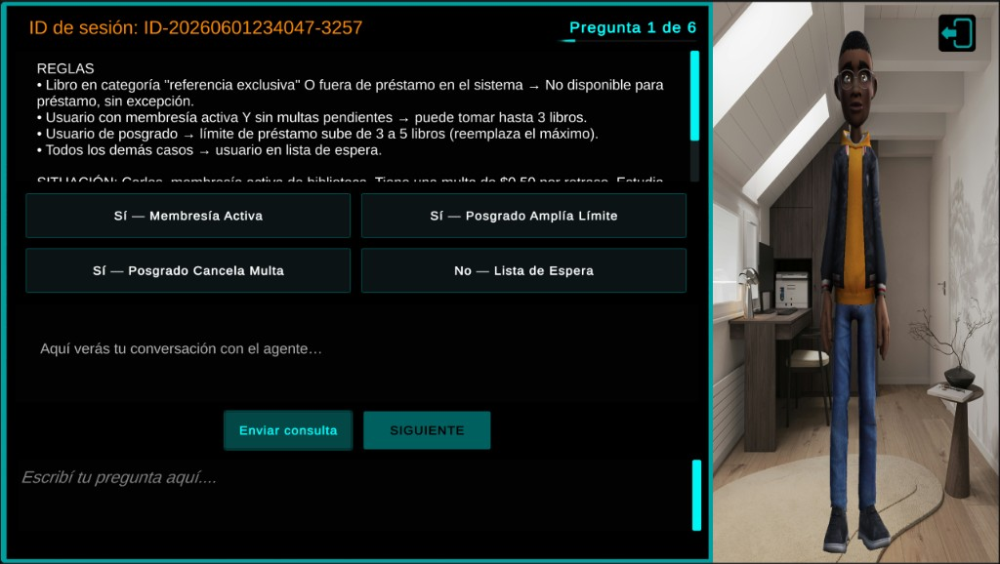 ID de sesión: ID-20260601234047-3257
Pregunta 1 de 6
REGLAS
• Libro en categoría "referencia exclusiva" O fuera de préstamo en el sistema → No disponible para
préstamo, sin excepción.
• Usuario con membresía activa Y sin multas pendientes → puede tomar hasta 3 libros.
• Usuario de posgrado → límite de préstamo sube de 3 a 5 libros (reemplaza el máximo).
• Todos los demás casos → usuario en lista de espera.
SITUACIÓN: Carlos, membresía activa de biblioteca. Tiene una multa de $0.50 por retraso. Estudia
Sí — Membresía Activa
Sí — Posgrado Amplía Límite
Sí — Posgrado Cancela Multa
No — Lista de Espera
Aquí verás tu conversación con el agente…
Enviar consulta
SIGUIENTE
Escribí tu pregunta aquí....